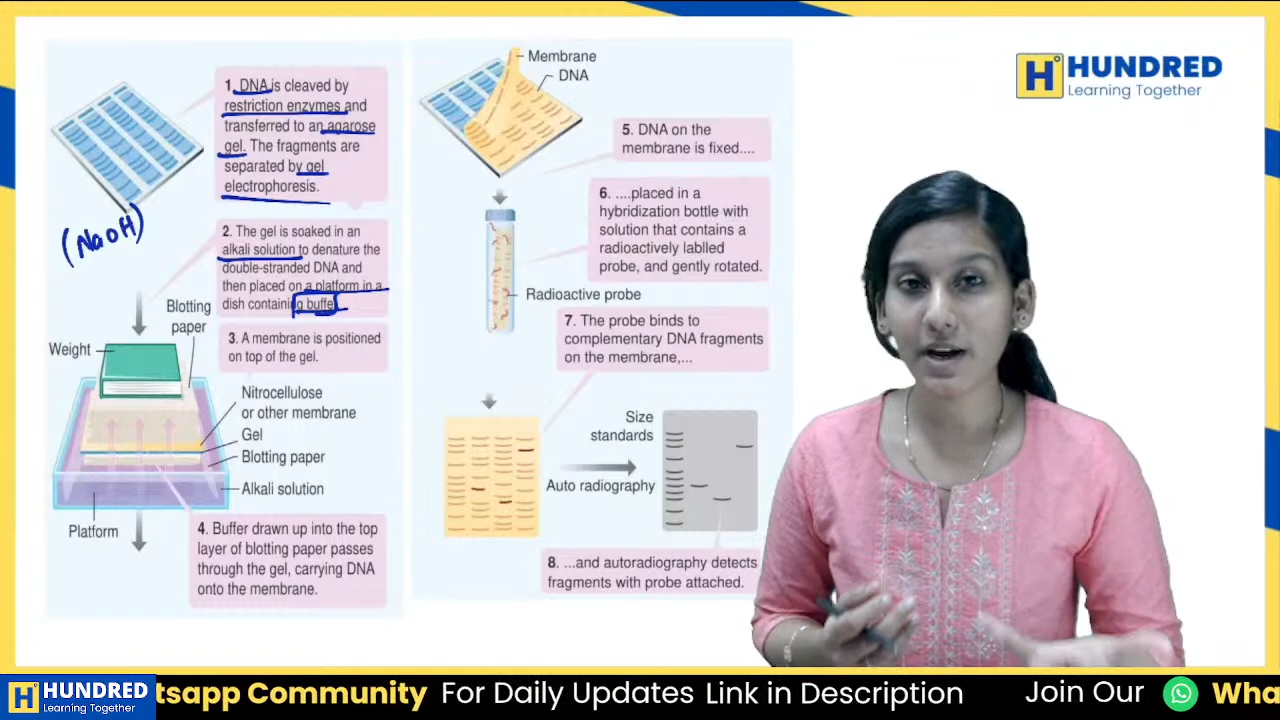 1. DNA is cleaved by
restriction enzymes and
transferred to an agarose
gel. The fragments are
separated by gel
electrophoresis.
(NaOH)
2. The gel is soaked in an
alkali solution to denature the
double-stranded DNA and
then placed on a platform in a
dish containing buffe
Blotting
paper
3. A membrane is positioned
on top of the gel.
Weight
Nitrocellulose
or other membrane
Gel
Blotting paper
Alkali solution
Platform
4. Buffer drawn up into the top
layer of blotting paper passes
through the gel, carrying DNA
onto the membrane.
Membrane
DNA
5. DNA on the
membrane is fixed....
6. ....placed in a
hybridization bottle with
solution that contains a
radioactively lablled
probe, and gently rotated.
Radioactive probe
7. The probe binds to
complementary DNA fragments
on the membrane,...
Size
standards
Auto radiography
8. ...and autoradiography detects
fragments with probe attached.
H HUNDRED
Learning Together
H HUNDRED
Learning Together
tsapp Community For Daily Updates Link in Description Join Our Wha